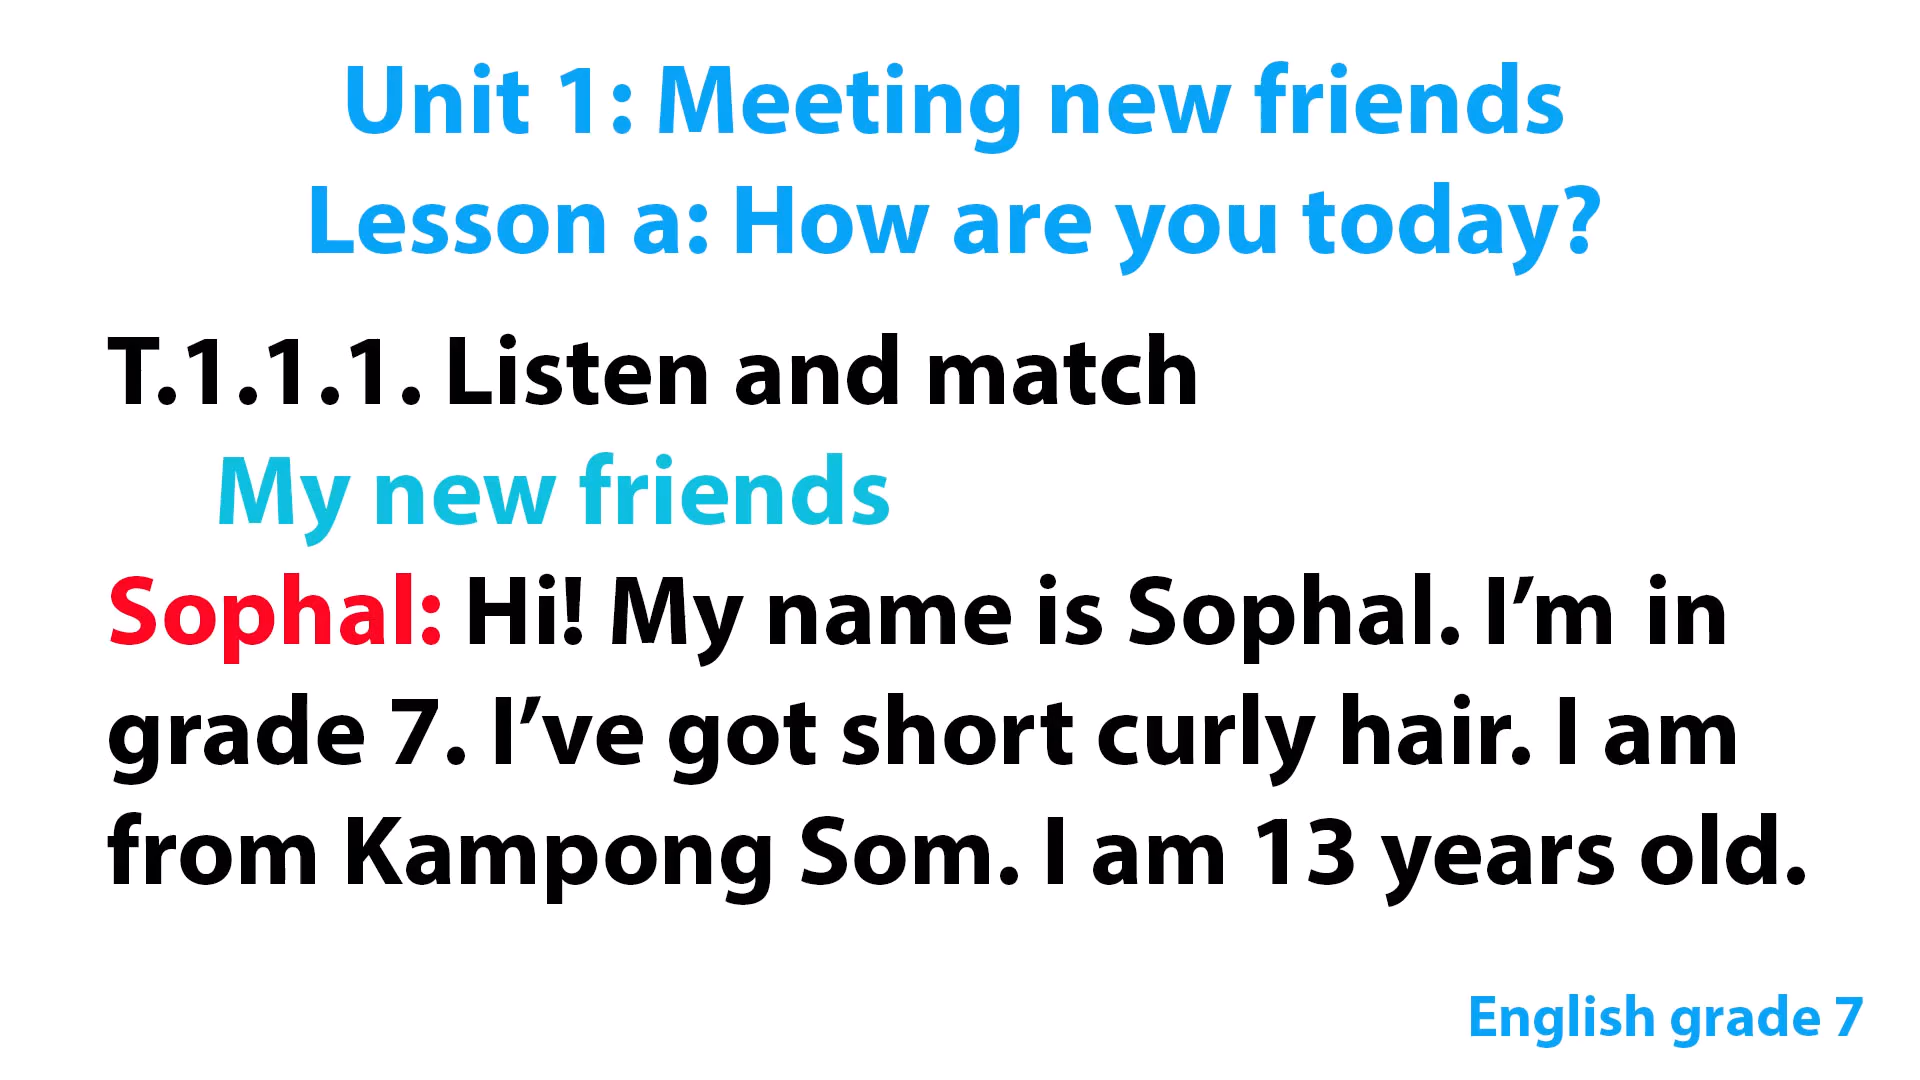 Unit 1: Meeting new friends
Lesson a: How are you today?
T.1.1.1. Listen and match
My new friends
Sophal: Hi! My name is Sophal. I’m in
grade 7. I’ve got short curly hair. I am
from Kampong Som. I am 13 years old.
English grade 7